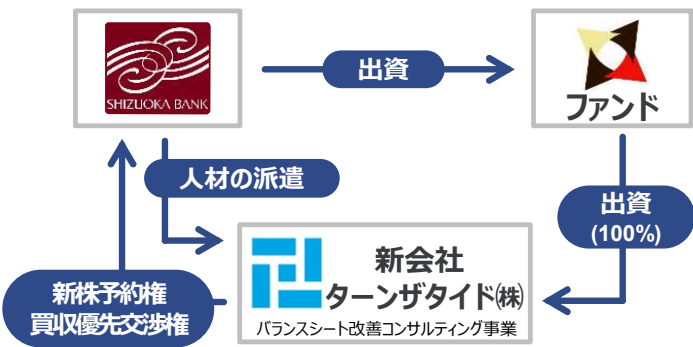 SHIZUOKA BANK
出資
ファンド
人材の派遣
出資
(100%)
新会社
ターンザタイド㈱
バランスシート改善コンサルティング事業
新株予約権
買収優先交渉権